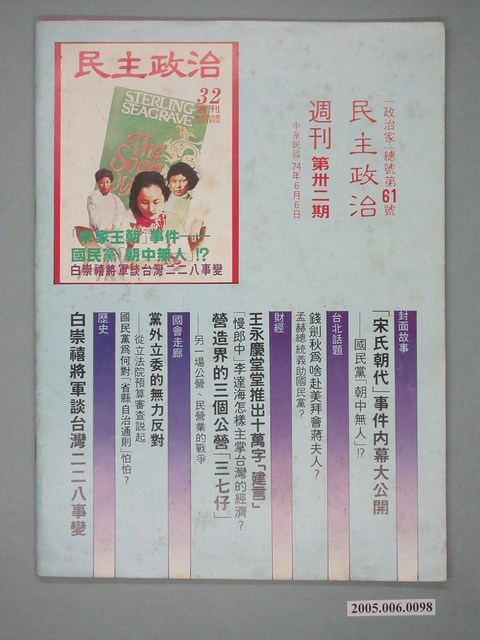 民主政治
32
週刊
STERLING
SEAGRAVE
The
Soong
「宋家王朝」事件——
國民黨「朝中無人」!?
白崇禧將軍談台灣二二八事變
「政治家」總號第61號
民主政治
週刊 第卅二期
中華民國74年6月6日
封面故事
「宋氏朝代」事件內幕大公開
——國民黨「朝中無人」!?
台北話題
錢劍秋為啥赴美拜會蔣夫人?
孟赫總統義助國民黨?
財經
王永慶堂堂推出十萬字「建言」
「慢郎中」李達海怎樣主掌台灣的經濟?
營造界的三個公營「三七仔」
——另一場公營、民營業的戰爭
國會走廊
黨外立委的無力反對
——從立法院預算審查說起
國民黨為何對「省縣自治通則」怕怕?
歷史
白崇禧將軍談台灣二二八事變
2005.006.0098